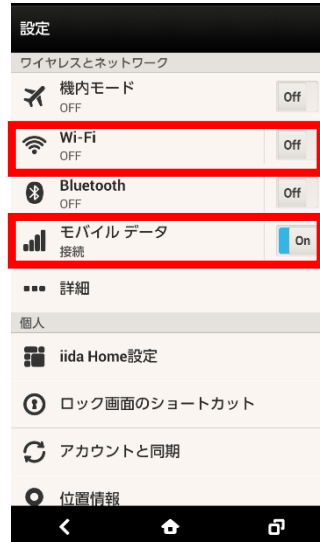 設定
ワイヤレスとネットワーク
機内モード
OFF
Off
Wi-Fi
OFF
Off
Bluetooth
OFF
Off
モバイル データ
接続
On
詳細
個人
iida Home設定
ロック画面のショートカット
アカウントと同期
位置情報